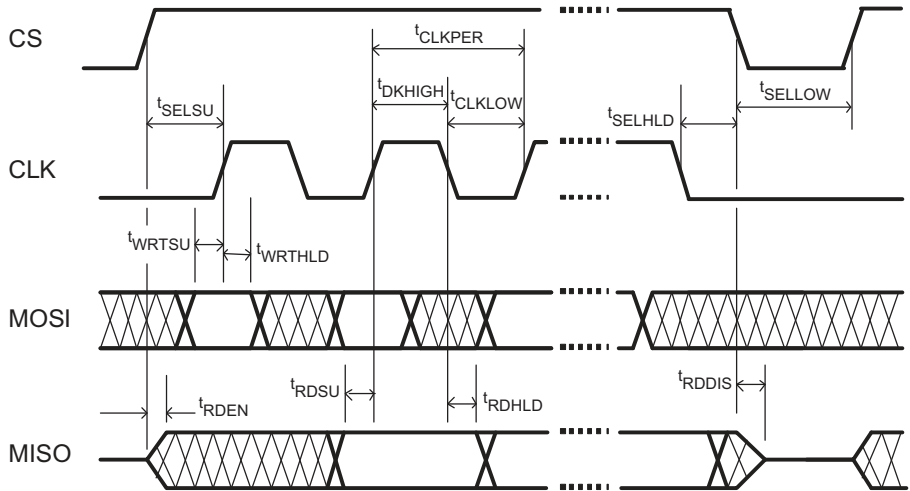 CS
tCLKPER
tDKHIGH
tCLKLOW
tSELSU
tSELHLD
tSELLOW
CLK
tWRTSU
tWRTHLD
MOSI
tRDEN
tRDSU
tRDHLD
tRDDIS
MISO